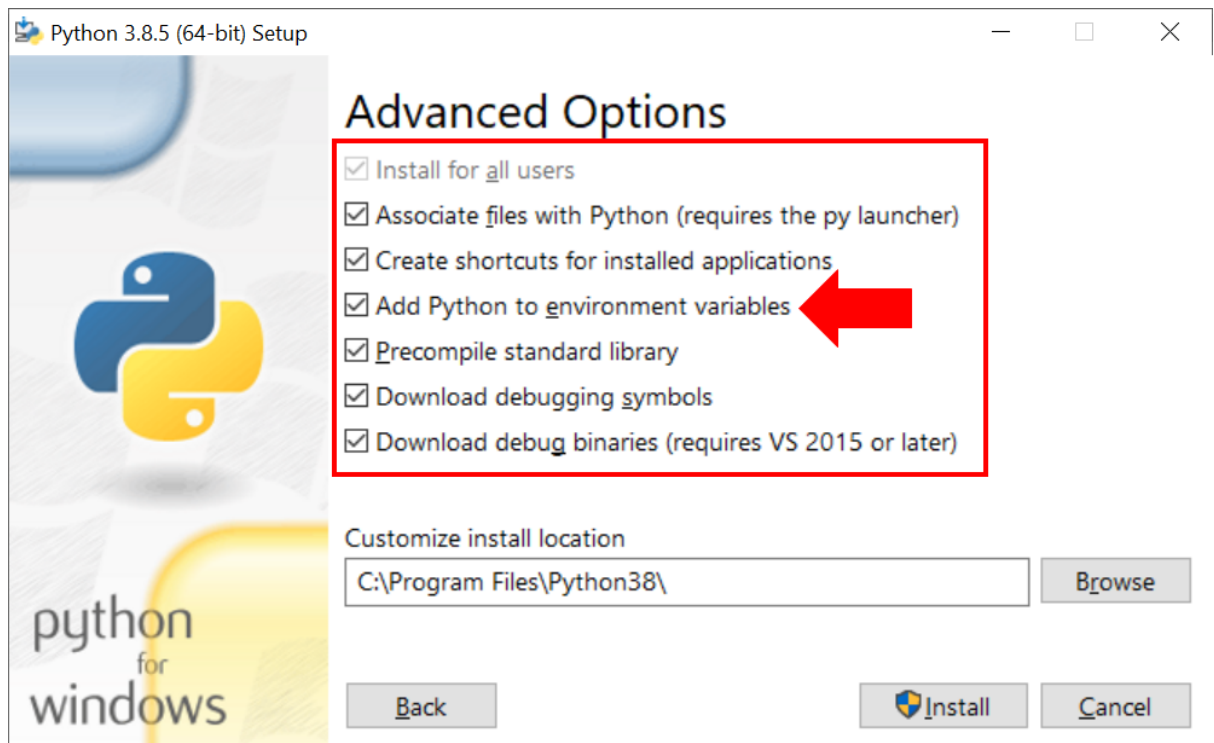 Python 3.8.5 (64-bit) Setup
Advanced Options
Install for all users
Associate files with Python (requires the py launcher)
Create shortcuts for installed applications
Add Python to environment variables
Precompile standard library
Download debugging symbols
Download debug binaries (requires VS 2015 or later)
Customize install location
C:\Program Files\Python38\
Browse
python
for
windows
Back
Install
Cancel